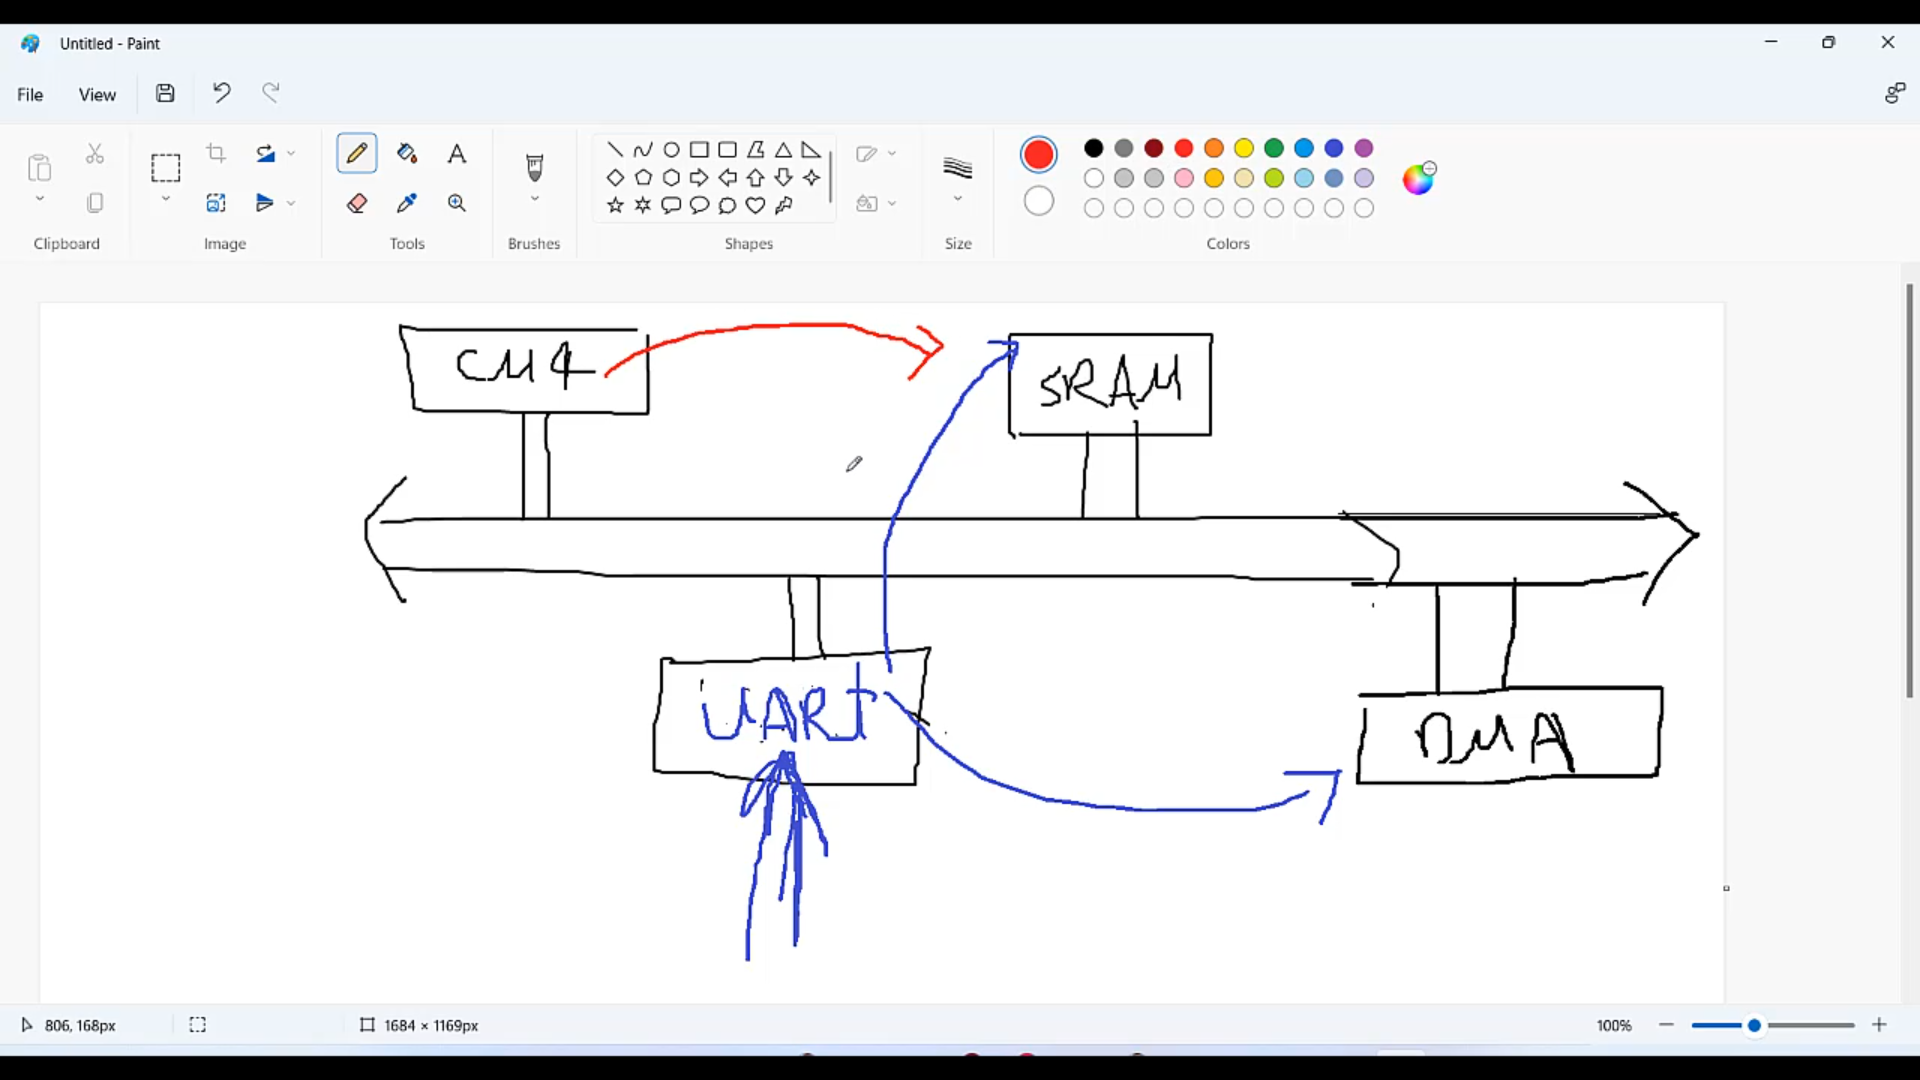 Untitled - Paint
File View
Clipboard Image Tools Brushes Shapes Size Colors
CM4
SRAM
UART
DMA
806, 168px 1684 × 1169px 100%